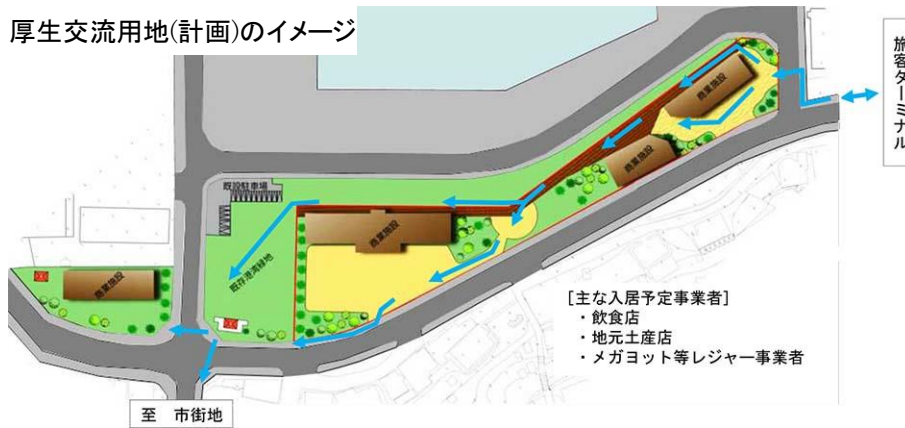 厚生交流用地(計画)のイメージ
旅客ターミナル
商業施設
商業施設
既設駐車場
商業施設
既存港湾緑地
商業施設
[主な入居予定事業者]
・飲食店
・地元土産店
・メガヨット等レジャー事業者
至 市街地